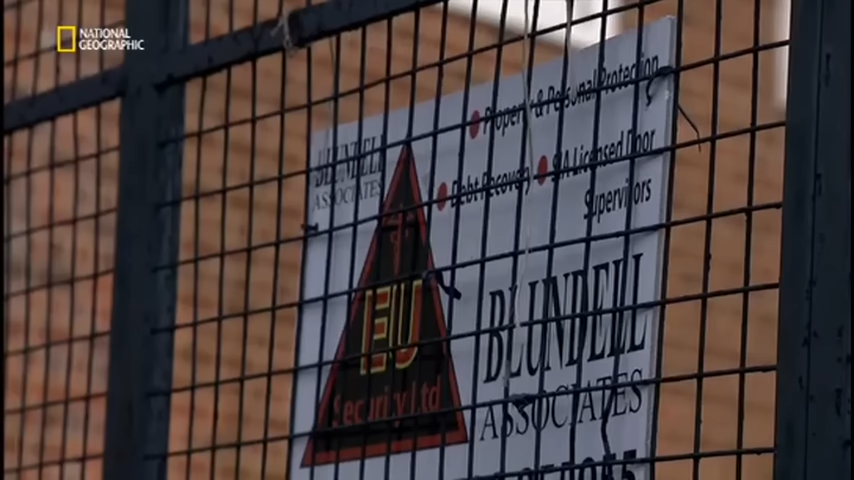 NATIONAL
GEOGRAPHIC
Property & Personal Protection
BLUNDELL
ASSOCIATES
Debt Recovery
SIA Licensed Door
Supervisors
EU
Security Ltd
BLUNDELL
ASSOCIATES